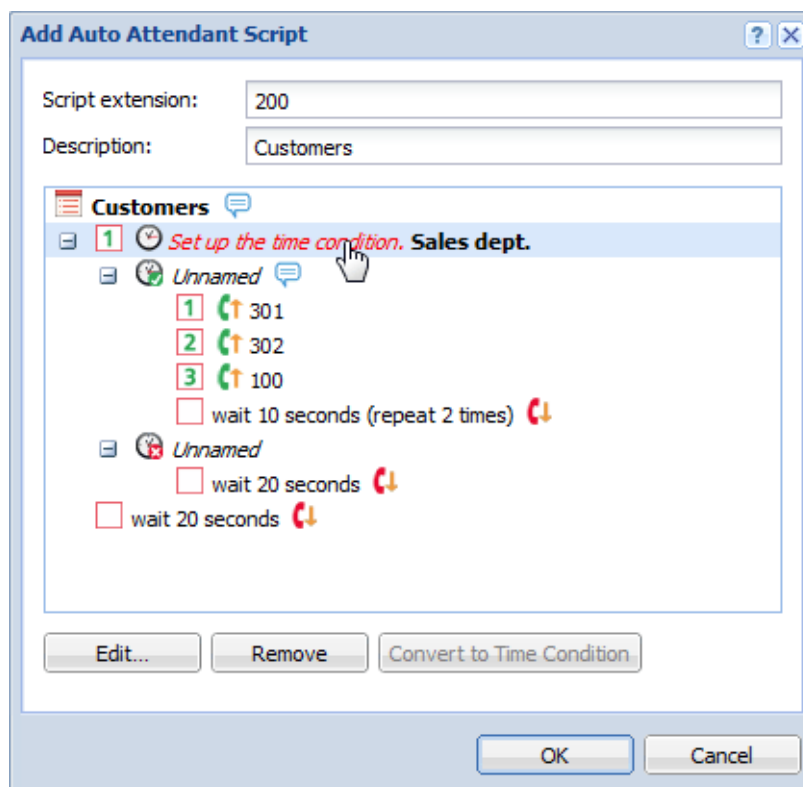 Add Auto Attendant Script ?
Script extension: 200
Description: Customers
Customers
1 Set up the time condition. Sales dept.
Unnamed
1 301
2 302
3 100
wait 10 seconds (repeat 2 times)
Unnamed
wait 20 seconds
wait 20 seconds
Edit... Remove Convert to Time Condition
OK Cancel